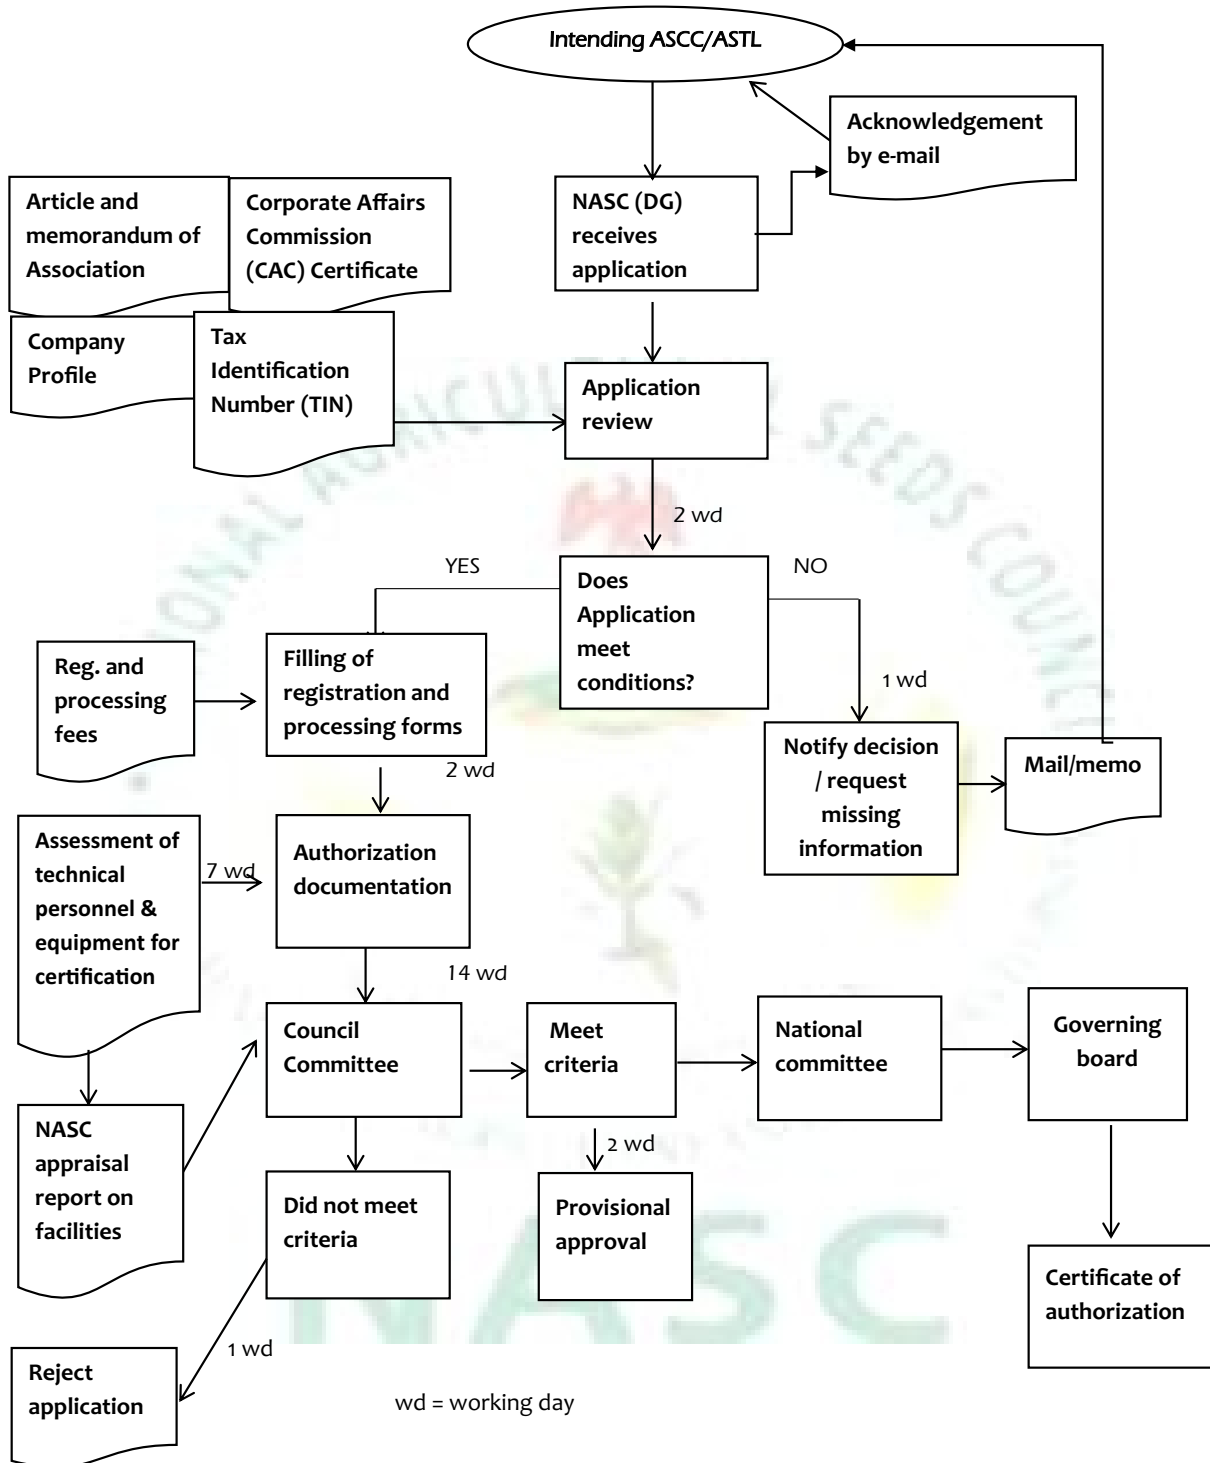 Intending ASCC/ASTL
Acknowledgement
by e-mail
NASC (DG)
receives
application
Article and
memorandum of
Association
Corporate Affairs
Commission
(CAC) Certificate
Company
Profile
Tax
Identification
Number (TIN)
Application
review
2 wd
YES
NO
Does
Application
meet
conditions?
1 wd
Reg. and
processing
fees
Filling of
registration and
processing forms
2 wd
Notify decision
/ request
missing
information
Mail/memo
Assessment of
technical
personnel &
equipment for
certification
7 wd
Authorization
documentation
14 wd
Council
Committee
Meet
criteria
National
committee
Governing
board
2 wd
NASC
appraisal
report on
facilities
Did not meet
criteria
Provisional
approval
Certificate of
authorization
1 wd
Reject
application
wd = working day
NATIONAL AGRICULTURAL SEEDS COUNCIL
NASC